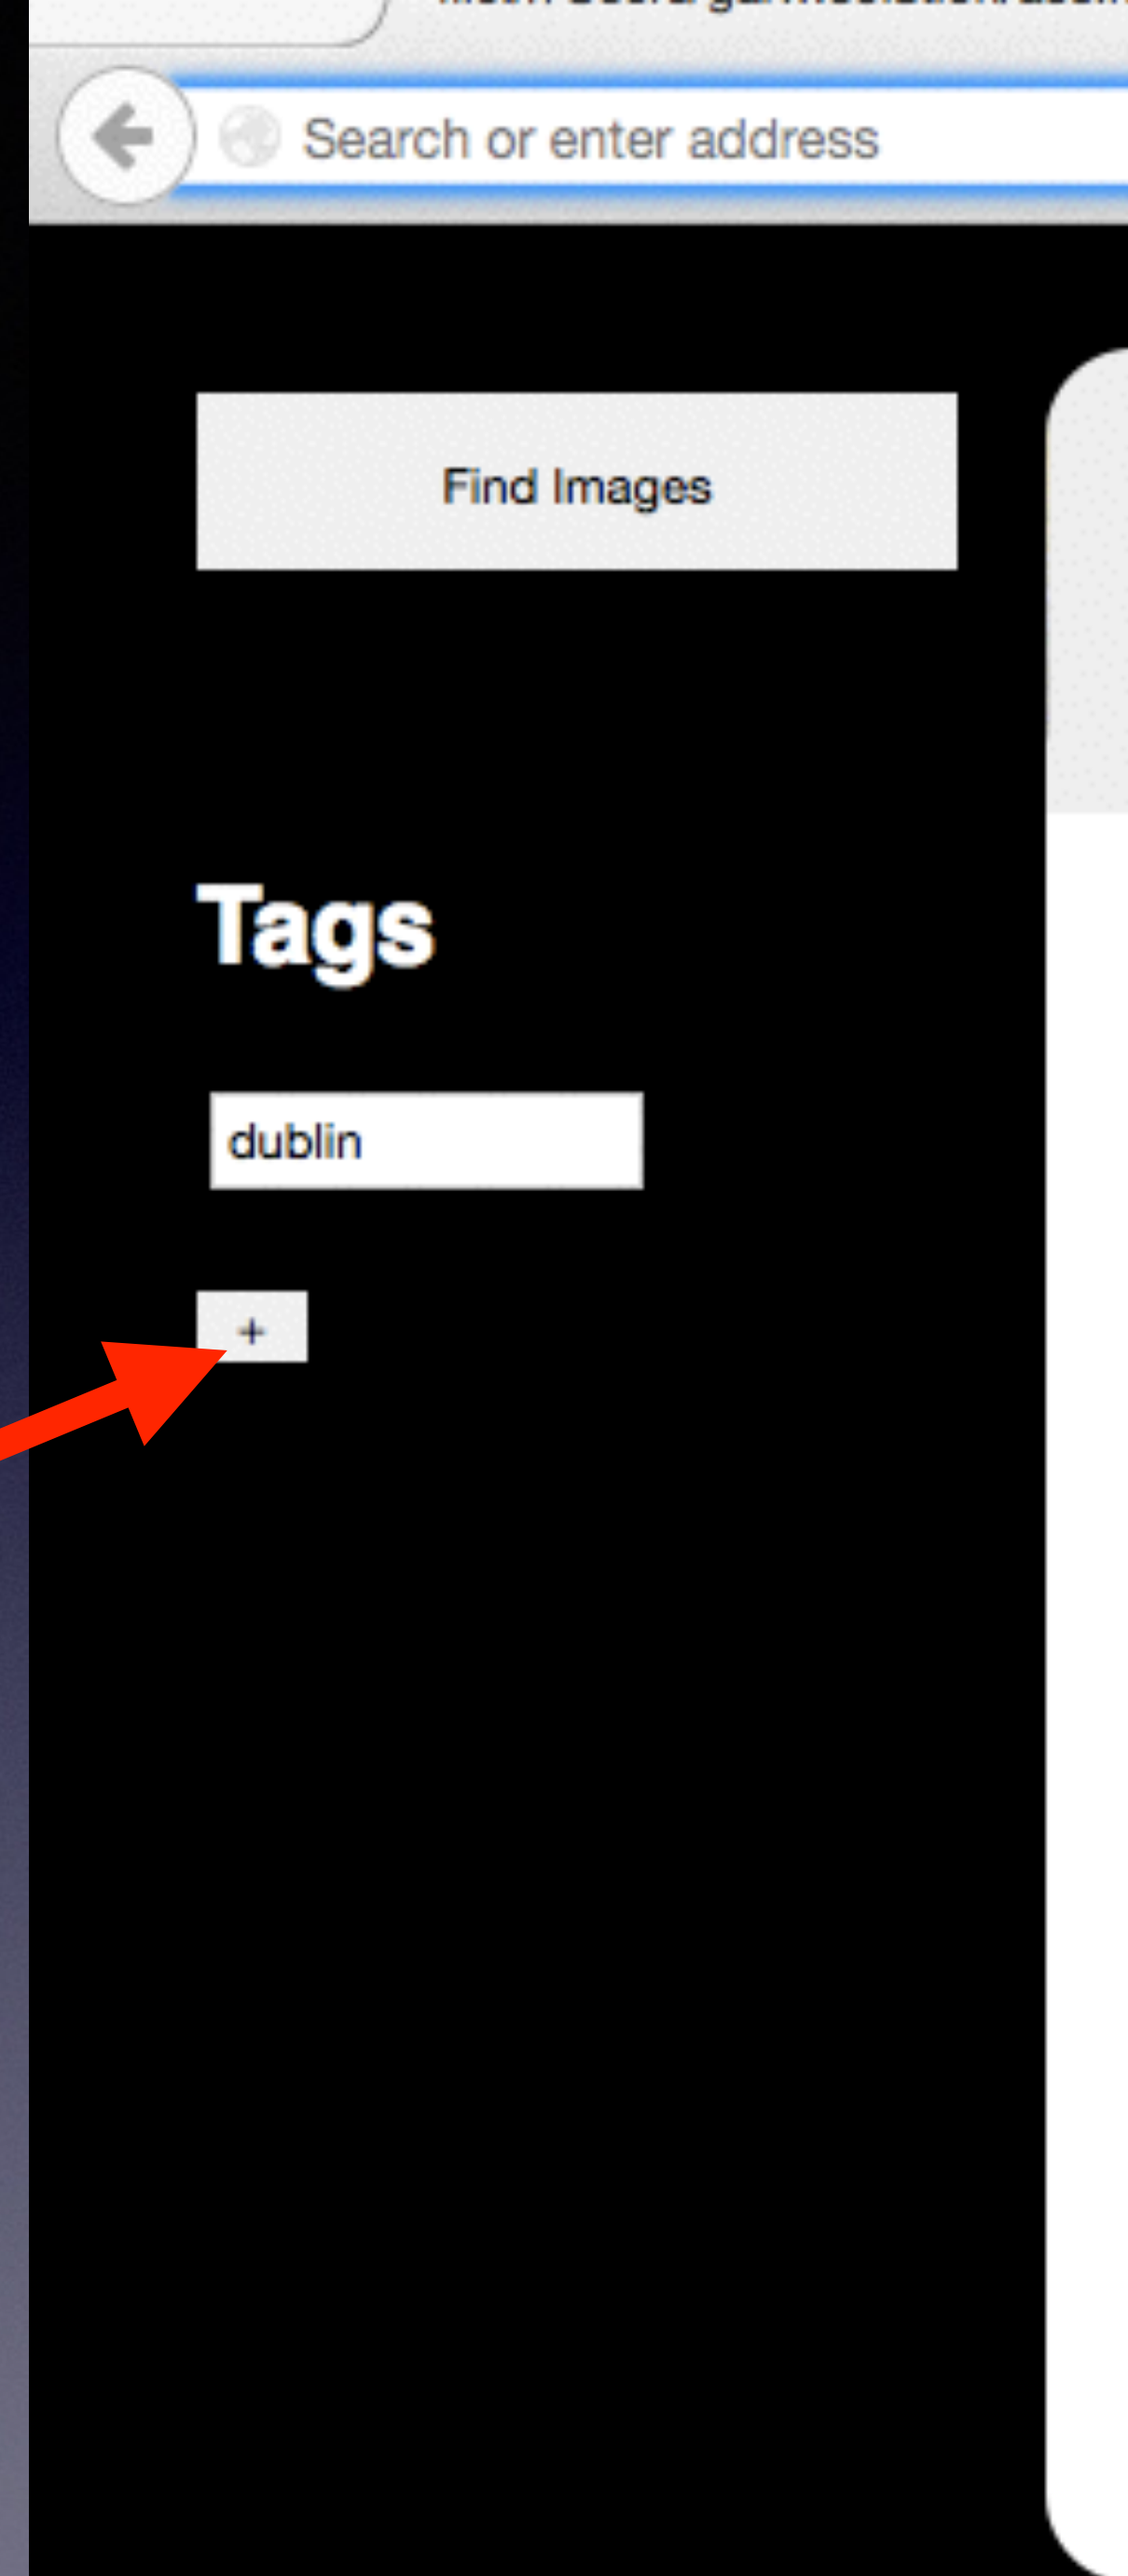 Search or enter address
Find Images
Tags
dublin
+